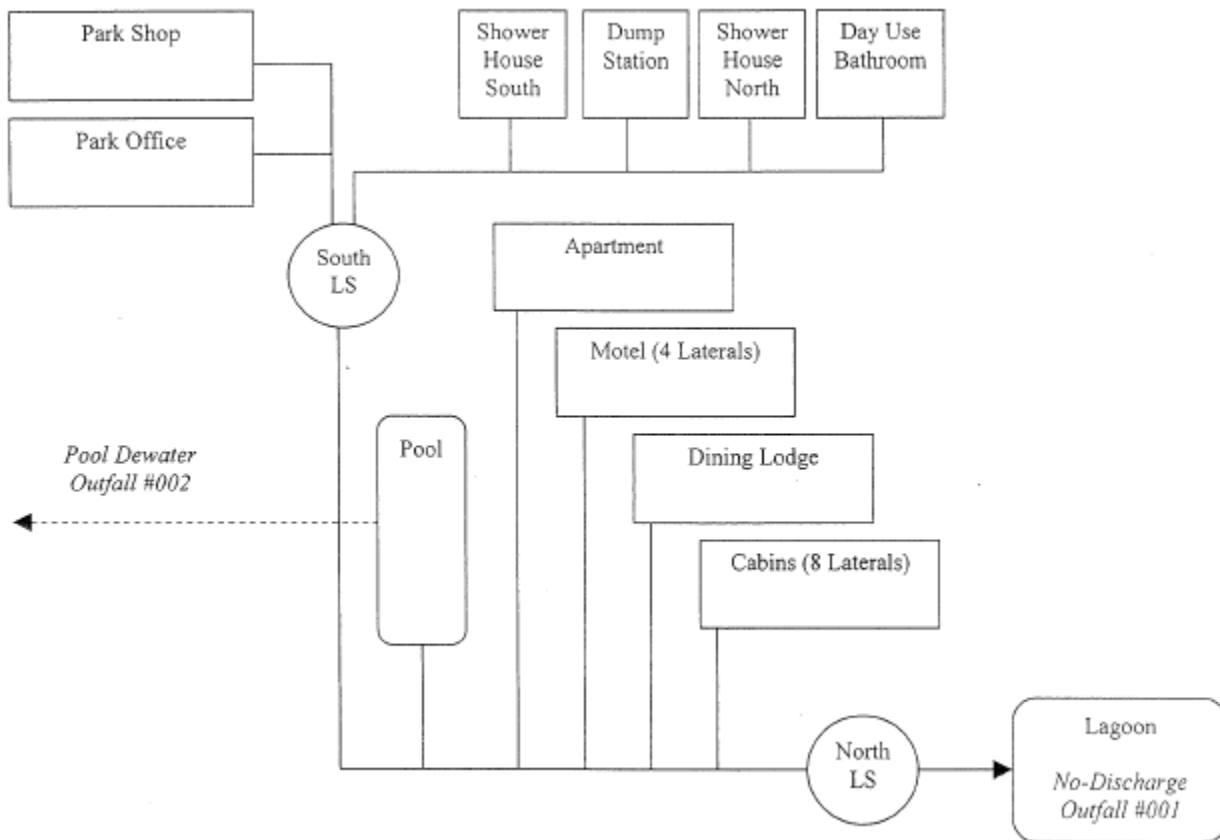 Park Shop
Shower
House
South
Dump
Station
Shower
House
North
Day Use
Bathroom
Park Office
South
LS
Apartment
Motel (4 Laterals)
Pool
Dining Lodge
Pool Dewater
Outfall #002
Cabins (8 Laterals)
North
LS
Lagoon
No-Discharge
Outfall #001